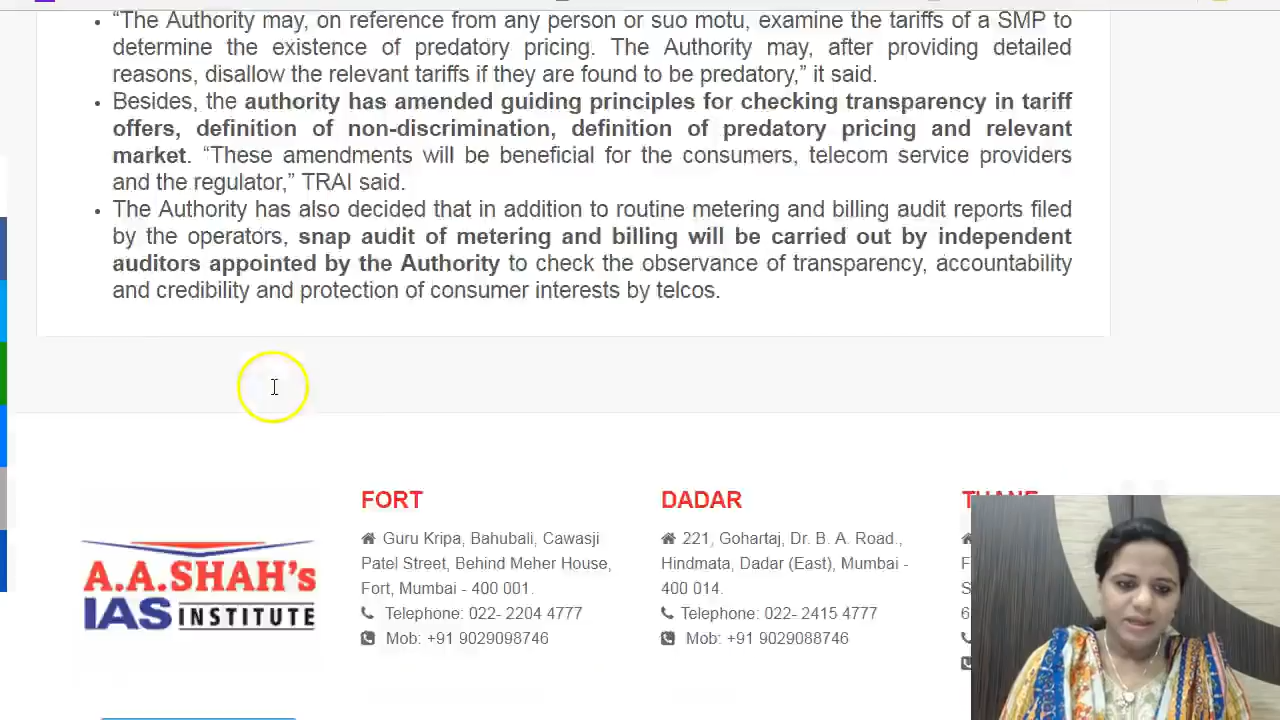 “The Authority may, on reference from any person or suo motu, examine the tariffs of a SMP to
determine the existence of predatory pricing. The Authority may, after providing detailed
reasons, disallow the relevant tariffs if they are found to be predatory,” it said.
Besides, the authority has amended guiding principles for checking transparency in tariff
offers, definition of non-discrimination, definition of predatory pricing and relevant
market. “These amendments will be beneficial for the consumers, telecom service providers
and the regulator,” TRAI said.
The Authority has also decided that in addition to routine metering and billing audit reports filed
by the operators, snap audit of metering and billing will be carried out by independent
auditors appointed by the Authority to check the observance of transparency, accountability
and credibility and protection of consumer interests by telcos.
A.A.SHAH's
IAS INSTITUTE
FORT
Guru Kripa, Bahubali, Cawasji
Patel Street, Behind Meher House,
Fort, Mumbai - 400 001.
Telephone: 022- 2204 4777
Mob: +91 9029098746
DADAR
221, Gohartaj, Dr. B. A. Road.,
Hindmata, Dadar (East), Mumbai -
400 014.
Telephone: 022- 2415 4777
Mob: +91 9029088746
THANE
F
S
6